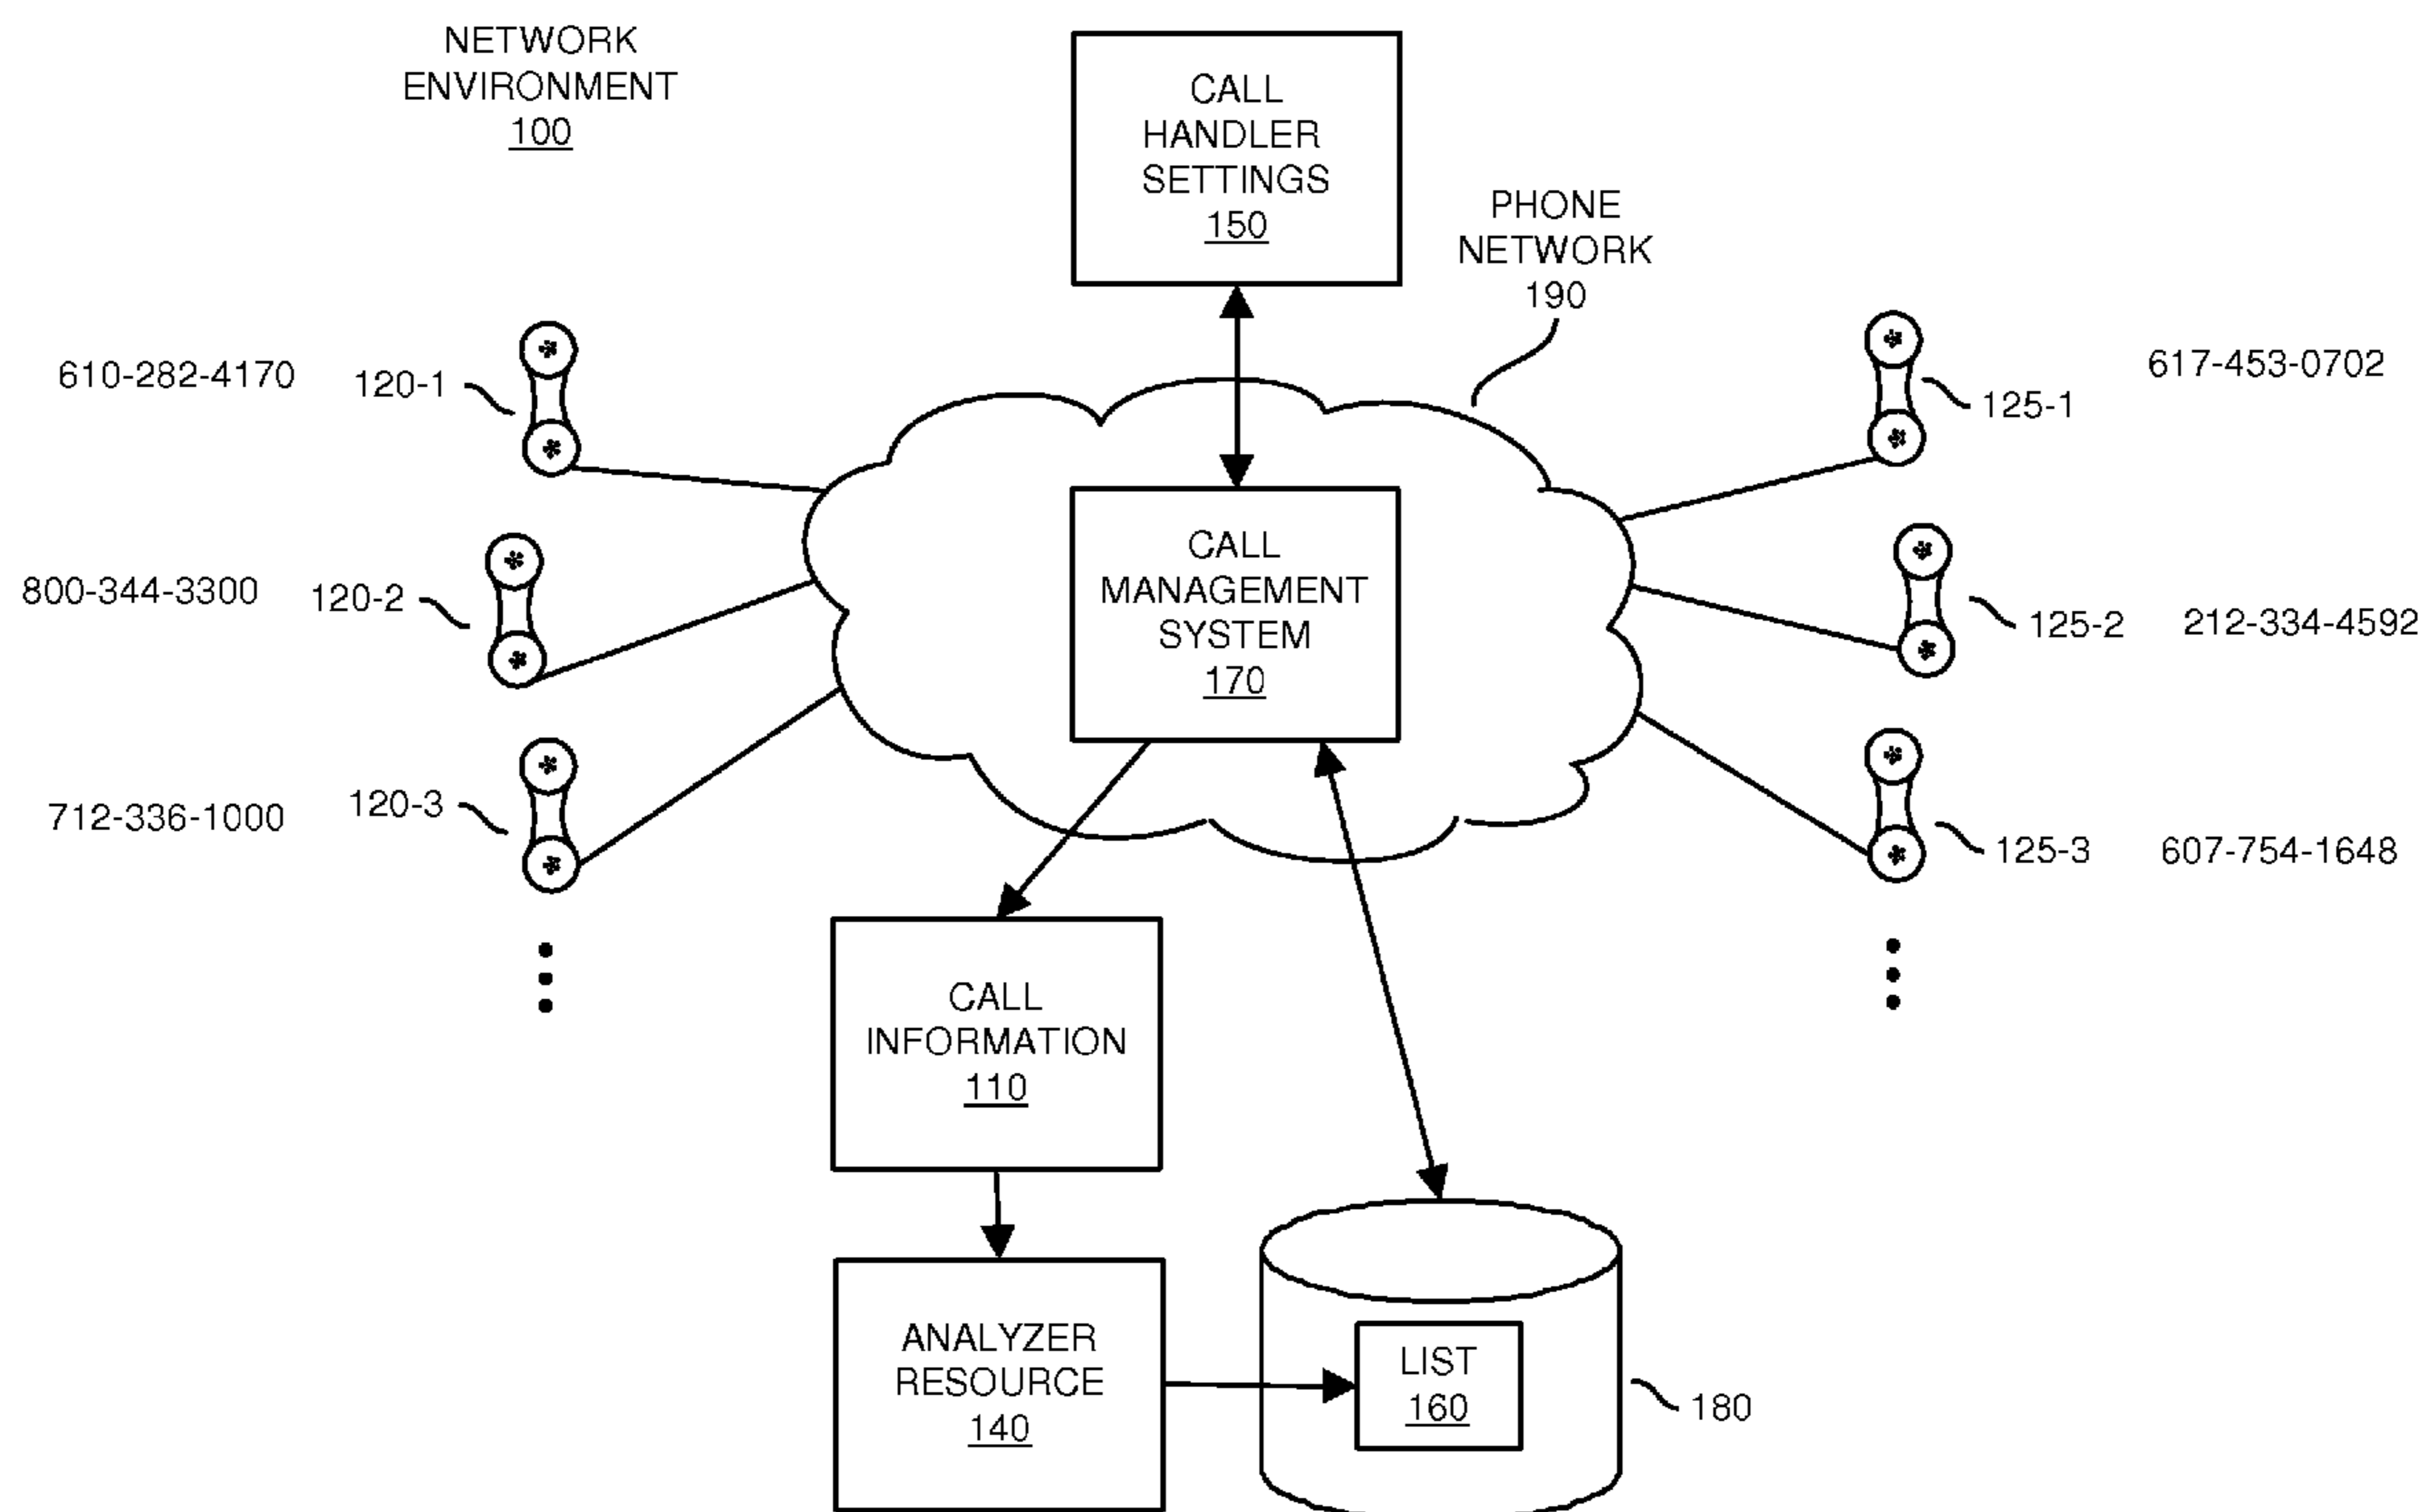 NETWORK
ENVIRONMENT
100
CALL
HANDLER
SETTINGS
150
PHONE
NETWORK
190
610-282-4170
120-1
617-453-0702
125-1
CALL
MANAGEMENT
SYSTEM
170
800-344-3300
120-2
125-2
212-334-4592
712-336-1000
120-3
125-3
607-754-1648
CALL
INFORMATION
110
ANALYZER
RESOURCE
140
LIST
160
180